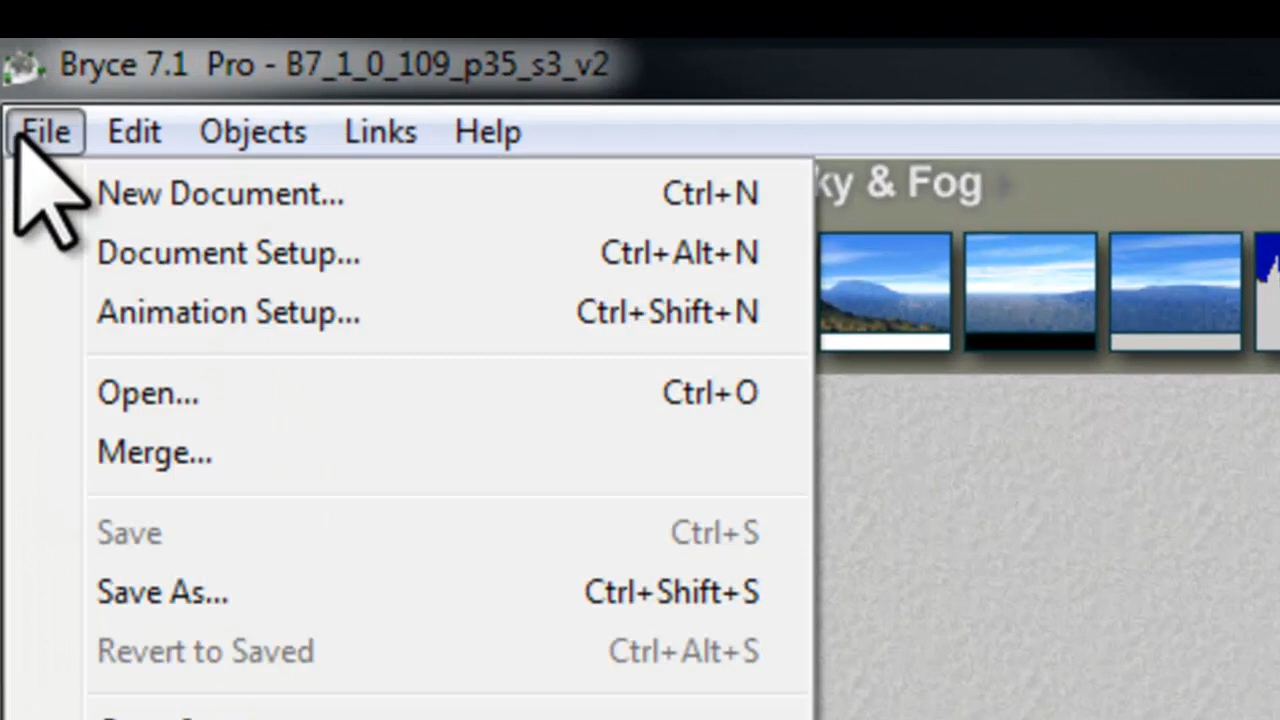 Bryce 7.1 Pro - B7_1_0_109_p35_s3_v2
File Edit Objects Links Help
New Document... Ctrl+N
ky & Fog
Document Setup... Ctrl+Alt+N
Animation Setup... Ctrl+Shift+N
Open... Ctrl+O
Merge...
Save Ctrl+S
Save As... Ctrl+Shift+S
Revert to Saved Ctrl+Alt+S